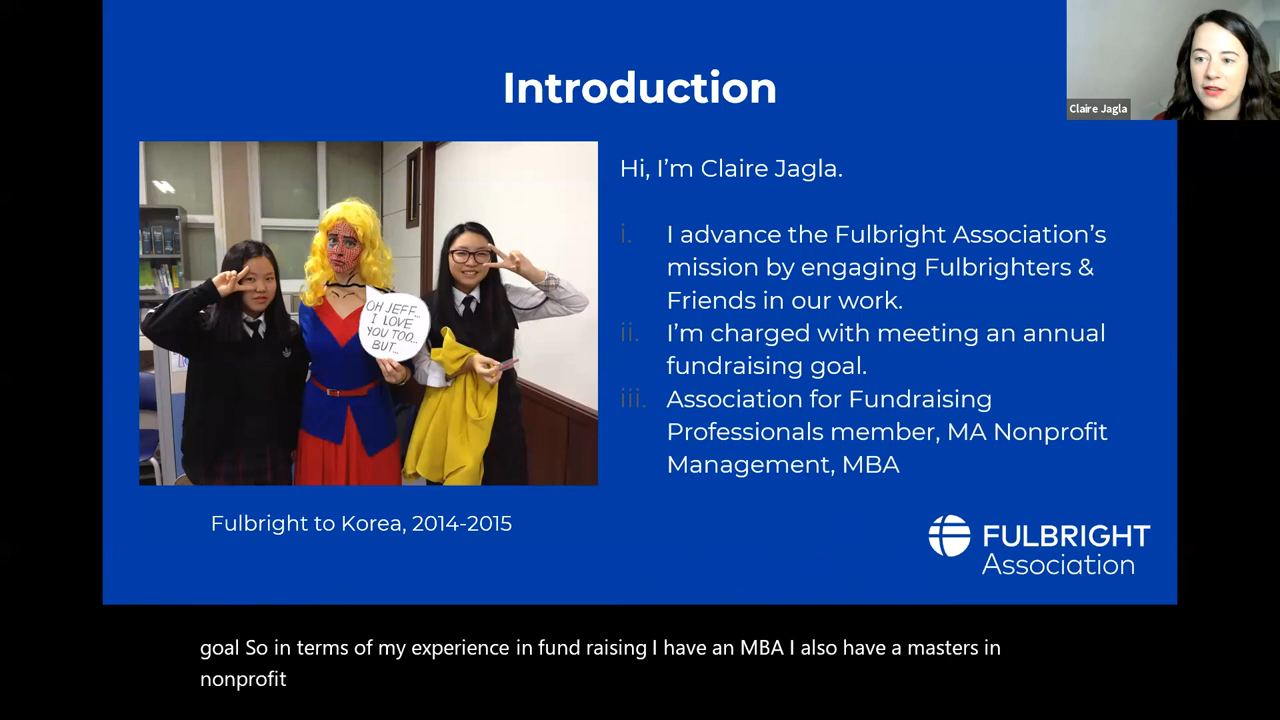 Introduction
Claire Jagla
Hi, I'm Claire Jagla.
i. I advance the Fulbright Association's
mission by engaging Fulbrighters &
Friends in our work.
ii. I'm charged with meeting an annual
fundraising goal.
iii. Association for Fundraising
Professionals member, MA Nonprofit
Management, MBA
OH JEFF...
I LOVE
YOU TOO...
BUT...
Fulbright to Korea, 2014-2015
FULBRIGHT
Association
goal So in terms of my experience in fund raising I have an MBA I also have a masters in
nonprofit